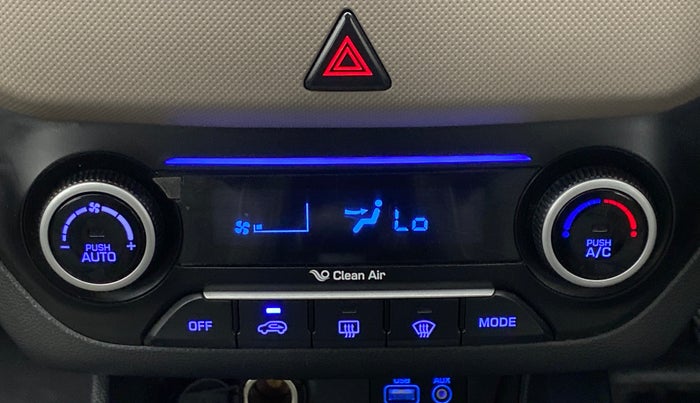 PUSH
AUTO
- +
Lo
PUSH
A/C
Clean Air
OFF
MODE
USB
AUX